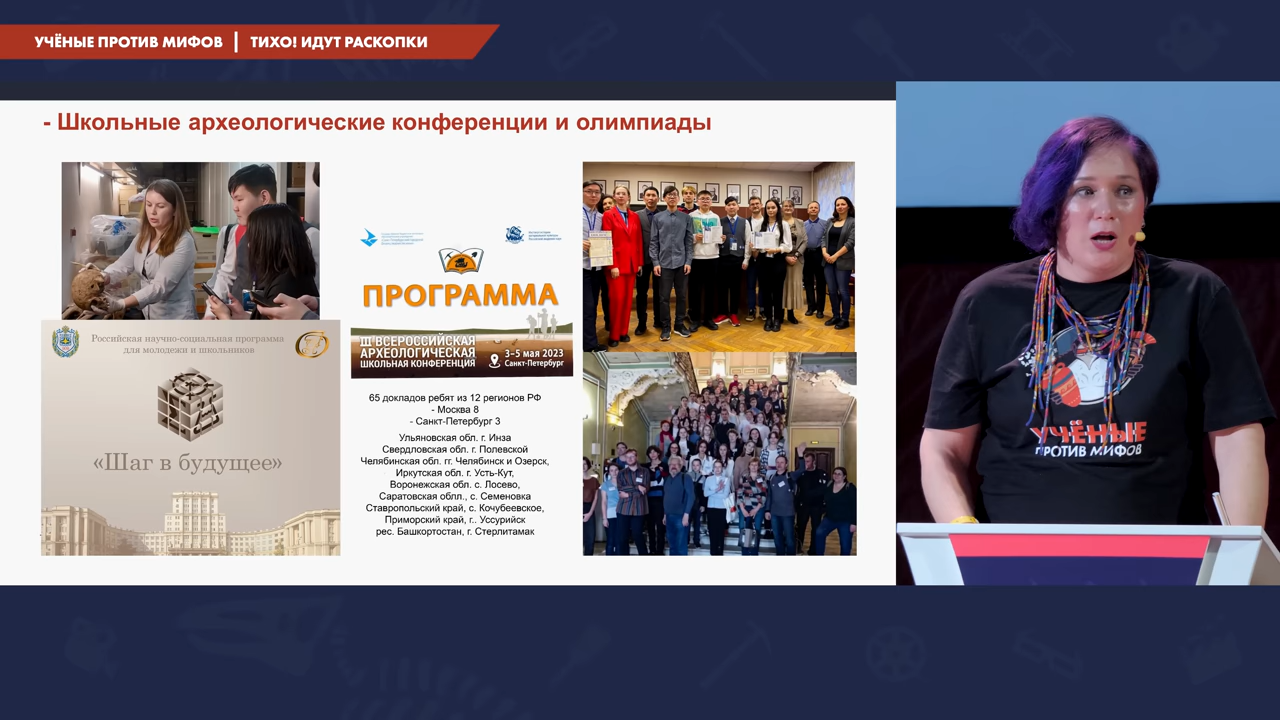 УЧЁНЫЕ ПРОТИВ МИФОВ | ТИХО! ИДУТ РАСКОПКИ
- Школьные археологические конференции и олимпиады
Российская научно-социальная программа
для молодежи и школьников
«Шаг в будущее»
ПРОГРАММА
III ВСЕРОССИЙСКАЯ
АРХЕОЛОГИЧЕСКАЯ
ШКОЛЬНАЯ КОНФЕРЕНЦИЯ
3–5 мая 2023
Санкт-Петербург
65 докладов ребят из 12 регионов РФ
- Москва 8
- Санкт-Петербург 3
Ульяновская обл. г. Инза
Свердловская обл. г. Полевской
Челябинская обл. гг. Челябинск и Озерск,
Иркутская обл. г. Усть-Кут,
Воронежская обл. с. Лосево,
Саратовская облл., с. Семеновка
Ставропольский край, с. Кочубеевское,
Приморский край, г.. Уссурийск
рес. Башкортостан, г. Стерлитамак
УЧЁНЫЕ
ПРОТИВ МИФОВ